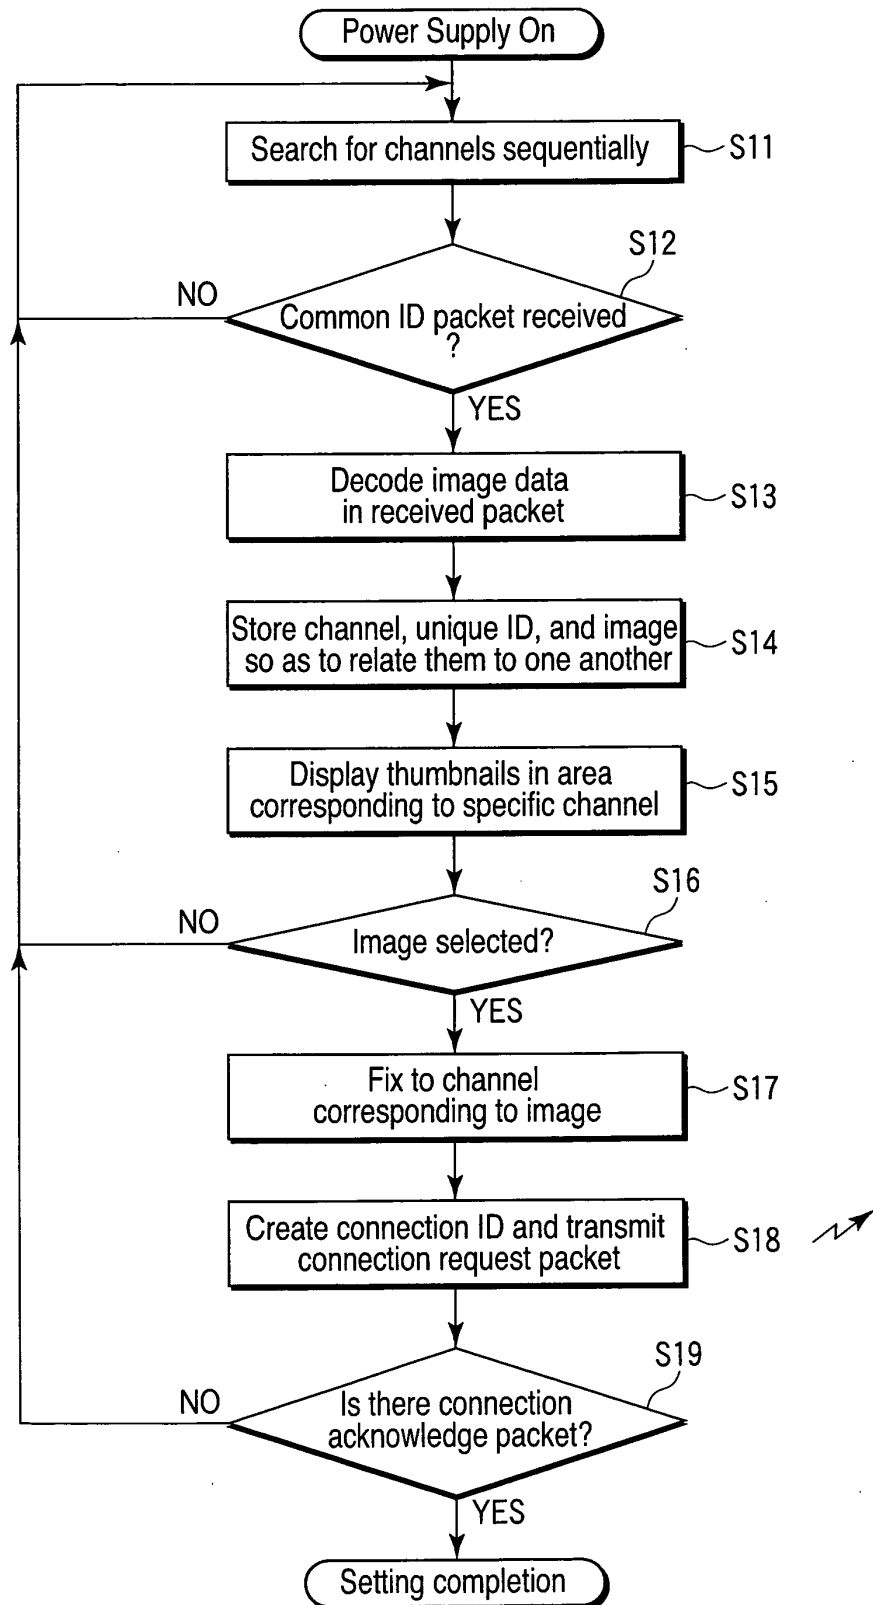 Power Supply On
Search for channels sequentially
S11
S12
NO
Common ID packet received
?
YES
Decode image data
in received packet
S13
Store channel, unique ID, and image
so as to relate them to one another
S14
Display thumbnails in area
corresponding to specific channel
S15
S16
NO
Image selected?
YES
Fix to channel
corresponding to image
S17
Create connection ID and transmit
connection request packet
S18
S19
NO
Is there connection
acknowledge packet?
YES
Setting completion